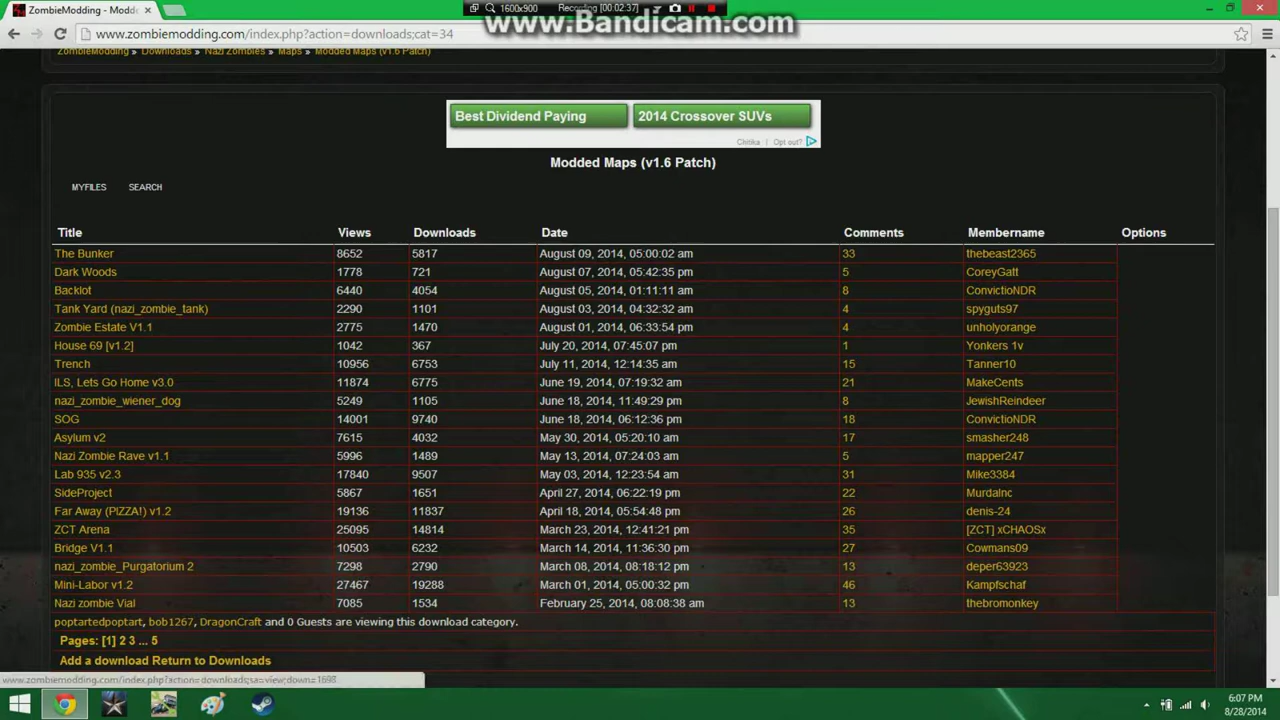 ZombieModding - Modde
1600x900 Recording [00:02:37]
www.Bandicam.com
www.zombiemodding.com/index.php?action=downloads;cat=34
ZombieModding » Downloads » Nazi Zombies » Maps » Modded Maps (v1.6 Patch)
Best Dividend Paying 2014 Crossover SUVs
Chitika | Opt out?
Modded Maps (v1.6 Patch)
MYFILES SEARCH
Title Views Downloads Date Comments Membername Options
The Bunker 8652 5817 August 09, 2014, 05:00:02 am 33 thebeast2365
Dark Woods 1778 721 August 07, 2014, 05:42:35 pm 5 CoreyGatt
Backlot 6440 4054 August 05, 2014, 01:11:11 am 8 ConvictioNDR
Tank Yard (nazi_zombie_tank) 2290 1101 August 03, 2014, 04:32:32 am 4 spyguts97
Zombie Estate V1.1 2775 1470 August 01, 2014, 06:33:54 pm 4 unholyorange
House 69 [v1.2] 1042 367 July 20, 2014, 07:45:07 pm 1 Yonkers 1v
Trench 10956 6753 July 11, 2014, 12:14:35 am 15 Tanner10
ILS, Lets Go Home v3.0 11874 6775 June 19, 2014, 07:19:32 am 21 MakeCents
nazi_zombie_wiener_dog 5249 1105 June 18, 2014, 11:49:29 pm 8 JewishReindeer
SOG 14001 9740 June 18, 2014, 06:12:36 pm 18 ConvictioNDR
Asylum v2 7615 4032 May 30, 2014, 05:20:10 am 17 smasher248
Nazi Zombie Rave v1.1 5996 1489 May 13, 2014, 07:24:03 am 5 mapper247
Lab 935 v2.3 17840 9507 May 03, 2014, 12:23:54 am 31 Mike3384
SideProject 5867 1651 April 27, 2014, 06:22:19 pm 22 MurdaInc
Far Away (PIZZA!) v1.2 19136 11837 April 18, 2014, 05:54:48 pm 26 denis-24
ZCT Arena 25095 14814 March 23, 2014, 12:41:21 pm 35 [ZCT] xCHAOSx
Bridge V1.1 10503 6232 March 14, 2014, 11:36:30 pm 27 Cowmans09
nazi_zombie_Purgatorium 2 7298 2790 March 08, 2014, 08:18:12 pm 13 deper63923
Mini-Labor v1.2 27467 19288 March 01, 2014, 05:00:32 pm 46 Kampfschaf
Nazi zombie Vial 7085 1534 February 25, 2014, 08:08:38 am 13 thebromonkey
poptartedpoptart, bob1267, DragonCraft and 0 Guests are viewing this download category.
Pages: [1] 2 3 ... 5
Add a download Return to Downloads
www.zombiemodding.com/index.php?action=downloads;sa=view;down=1698
6:07 PM
8/28/2014